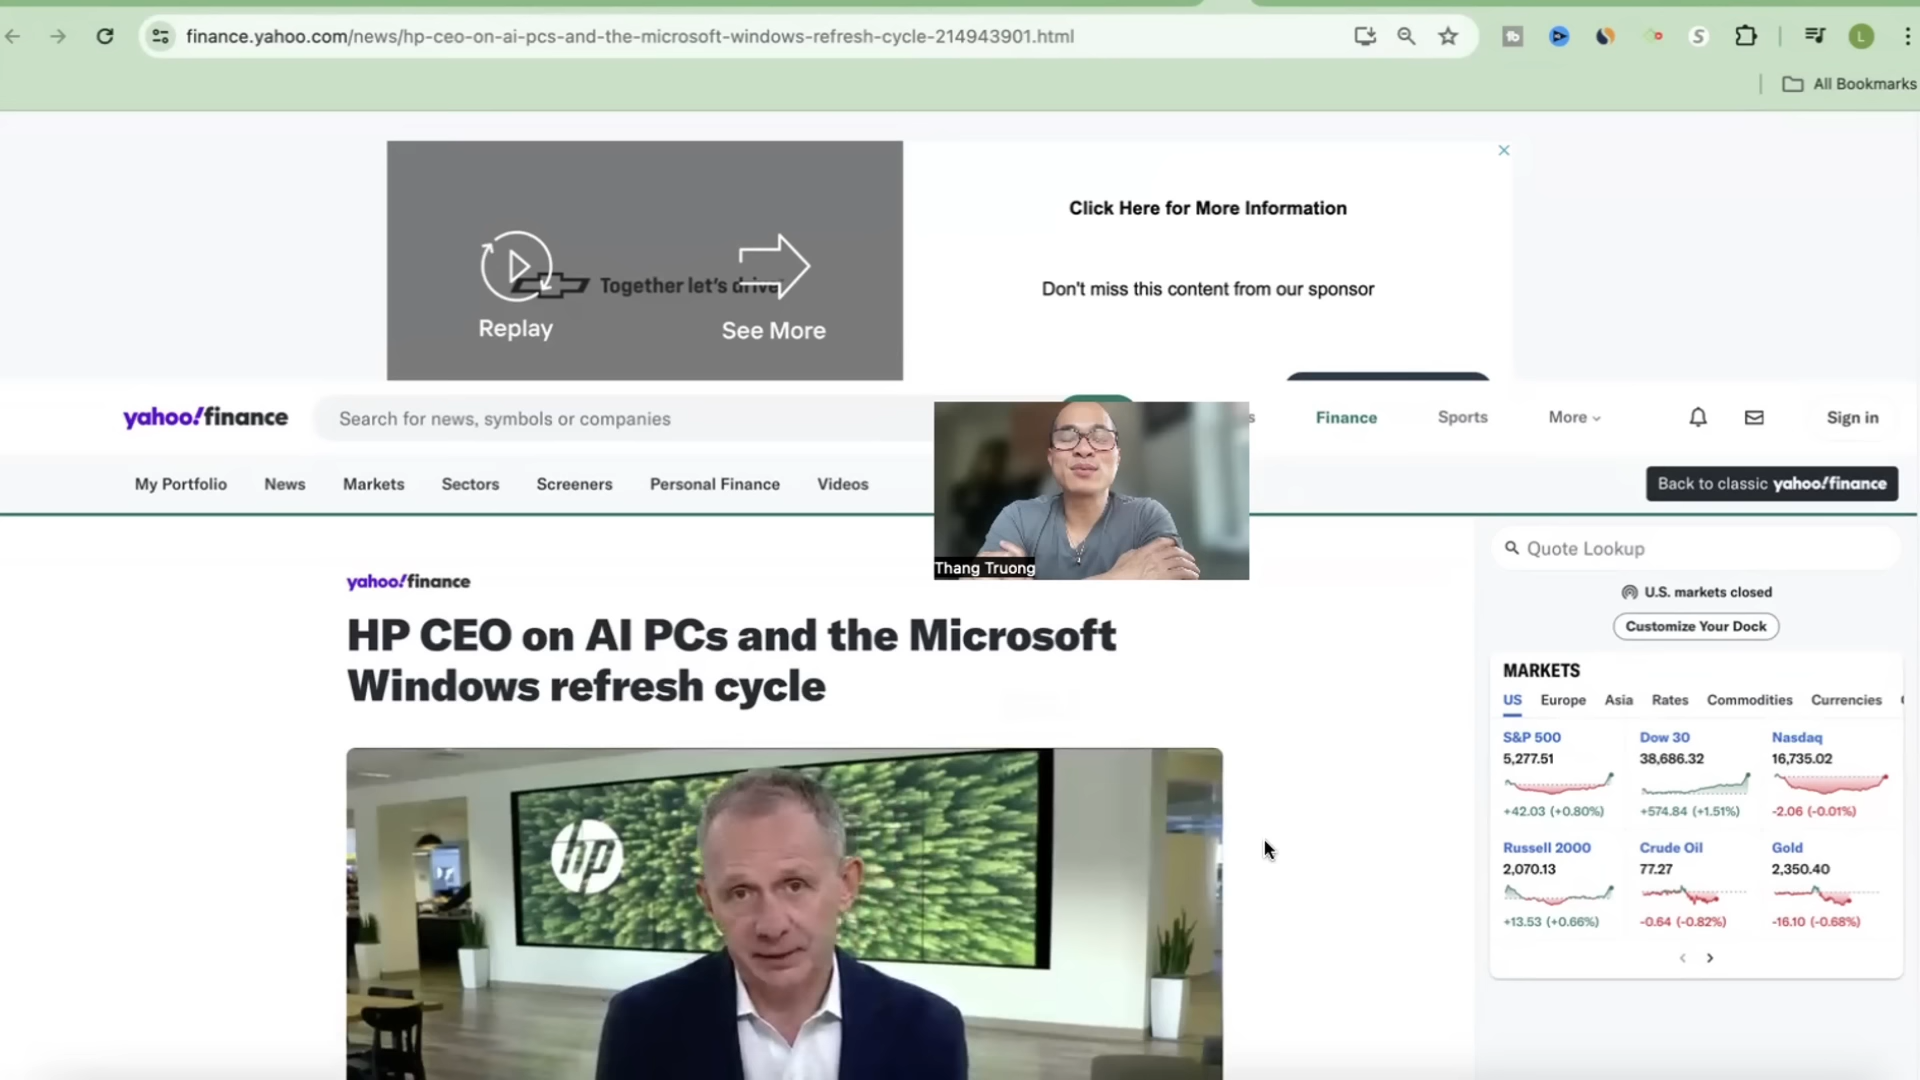 finance.yahoo.com/news/hp-ceo-on-ai-pcs-and-the-microsoft-windows-refresh-cycle-214943901.html
L
All Bookmarks
Click Here for More Information
Together let's drive
Don't miss this content from our sponsor
Replay
See More
yahoo!finance
Search for news, symbols or companies
s
Finance
Sports
More
Sign in
My Portfolio
News
Markets
Sectors
Screeners
Personal Finance
Videos
Back to classic yahoo!finance
Thang Truong
yahoo!finance
HP CEO on AI PCs and the Microsoft
Windows refresh cycle
hp
Quote Lookup
U.S. markets closed
Customize Your Dock
MARKETS
US Europe Asia Rates Commodities Currencies
S&P 500
5,277.51
+42.03 (+0.80%)
Dow 30
38,686.32
+574.84 (+1.51%)
Nasdaq
16,735.02
-2.06 (-0.01%)
Russell 2000
2,070.13
+13.53 (+0.66%)
Crude Oil
77.27
-0.64 (-0.82%)
Gold
2,350.40
-16.10 (-0.68%)